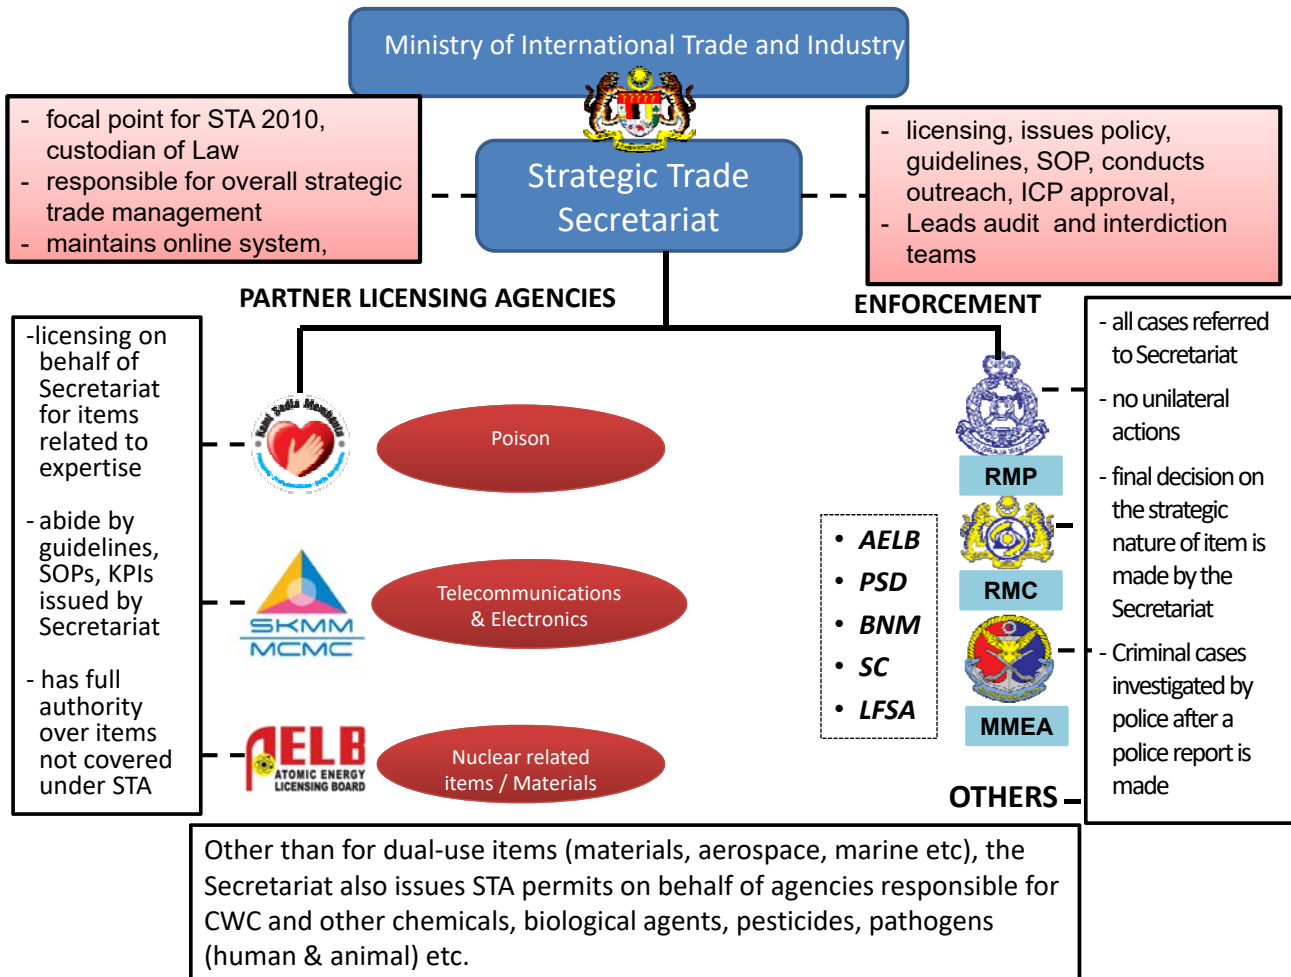 Ministry of International Trade and Industry
- focal point for STA 2010,
custodian of Law
- responsible for overall strategic
trade management
- maintains online system,
Strategic Trade
Secretariat
- licensing, issues policy,
guidelines, SOP, conducts
outreach, ICP approval,
- Leads audit and interdiction
teams
PARTNER LICENSING AGENCIES
ENFORCEMENT
-licensing on
behalf of
Secretariat
for items
related to
expertise
- abide by
guidelines,
SOPs, KPIs
issued by
Secretariat
- has full
authority
over items
not covered
under STA
Kami Sedia Membantu
Poison
SKMM
MCMC
Telecommunications
& Electronics
AELB
ATOMIC ENERGY
LICENSING BOARD
Nuclear related
items / Materials
• AELB
• PSD
• BNM
• SC
• LFSA
RMP
RMC
MMEA
OTHERS
- all cases referred
to Secretariat
- no unilateral
actions
- final decision on
the strategic
nature of item is
made by the
Secretariat
- Criminal cases
investigated by
police after a
police report is
made
Other than for dual-use items (materials, aerospace, marine etc), the
Secretariat also issues STA permits on behalf of agencies responsible for
CWC and other chemicals, biological agents, pesticides, pathogens
(human & animal) etc.